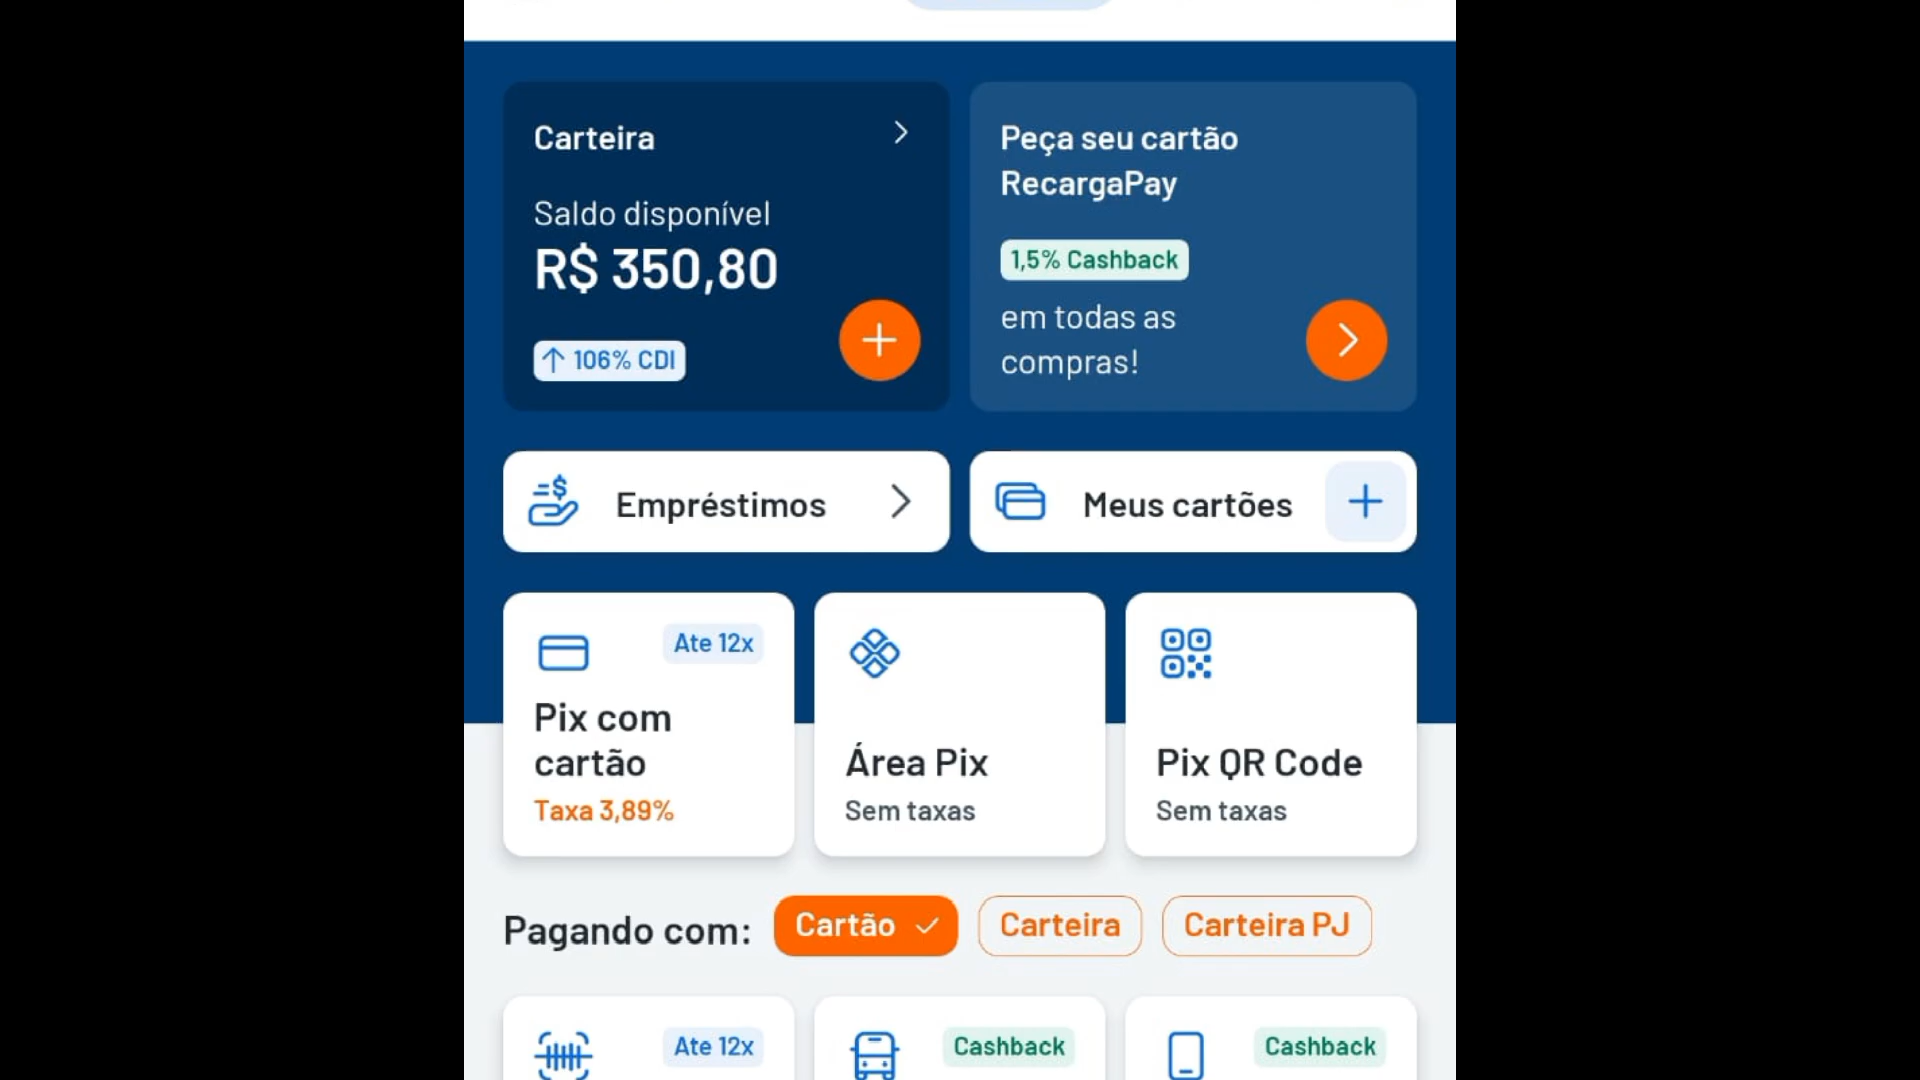 Carteira
Saldo disponível
R$ 350,80
106% CDI
Peça seu cartão
RecargaPay
1,5% Cashback
em todas as
compras!
Empréstimos
Meus cartões
Ate 12x
Pix com
cartão
Taxa 3,89%
Área Pix
Sem taxas
Pix QR Code
Sem taxas
Pagando com:
Cartão
Carteira
Carteira PJ
Ate 12x
Cashback
Cashback